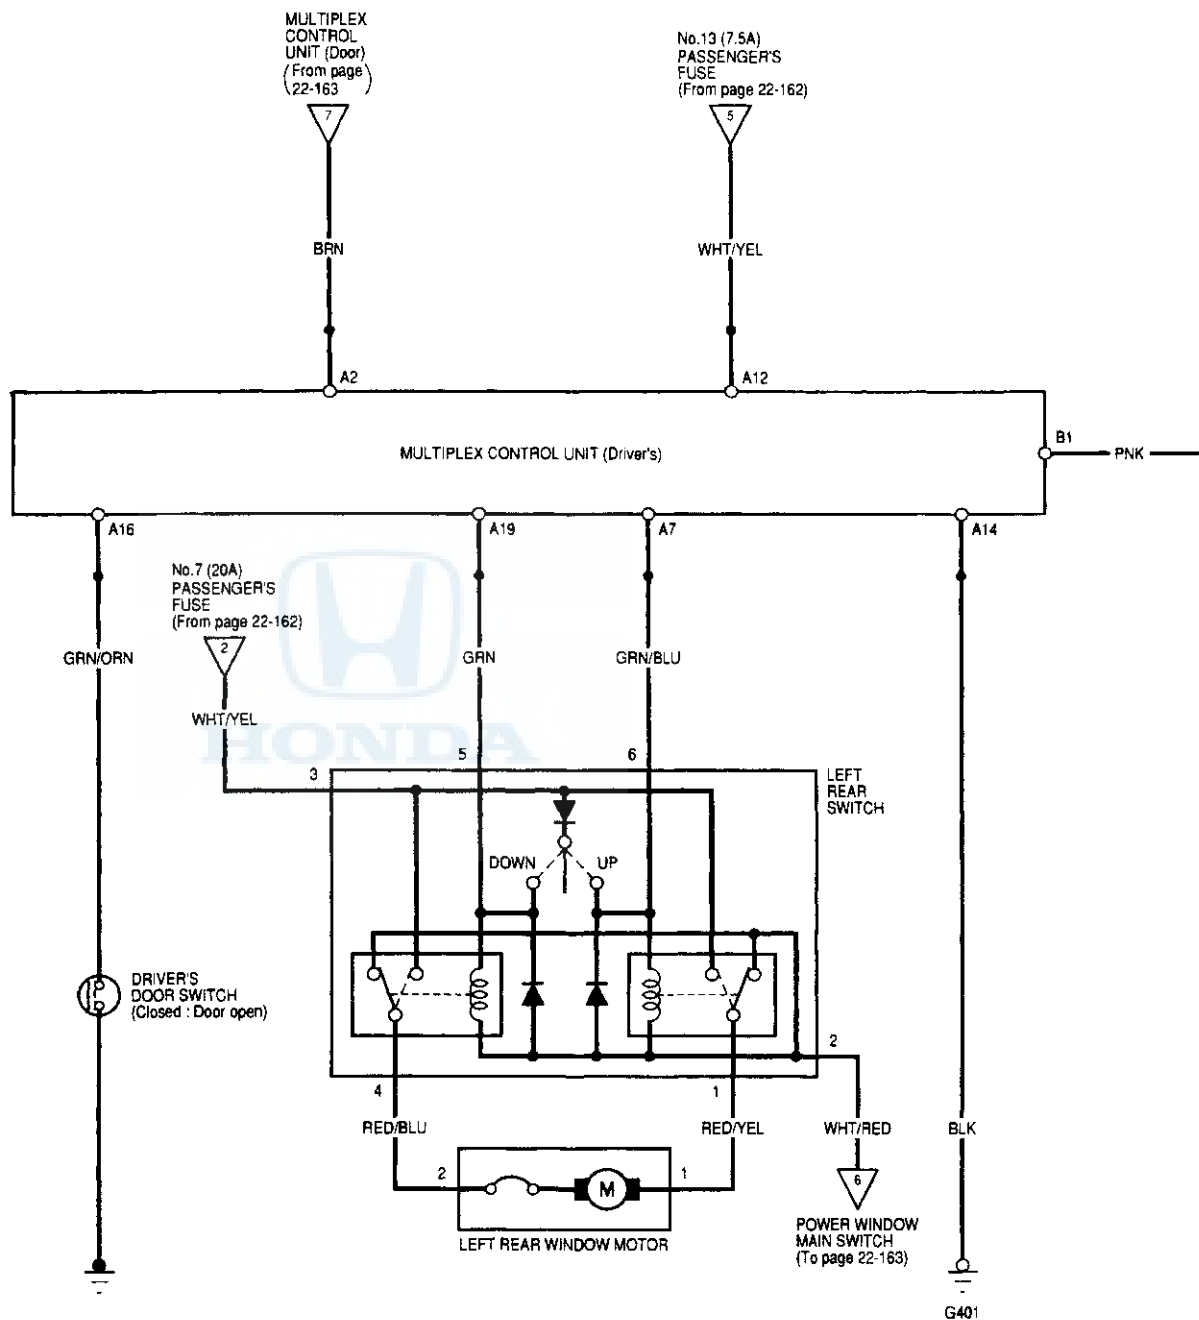 MULTIPLEX
CONTROL
UNIT (Door)
(From page
22-163)
7
No.13 (7.5A)
PASSENGER'S
FUSE
(From page 22-162)
5
BRN
WHT/YEL
A2
A12
MULTIPLEX CONTROL UNIT (Driver's)
B1
PNK
A16
A19
A7
A14
No.7 (20A)
PASSENGER'S
FUSE
(From page 22-162)
2
GRN/ORN
GRN
GRN/BLU
WHT/YEL
HONDA
3
5
6
LEFT
REAR
SWITCH
DOWN
UP
DRIVER'S
DOOR SWITCH
(Closed : Door open)
2
4
1
RED/BLU
RED/YEL
WHT/RED
BLK
2
M
1
6
LEFT REAR WINDOW MOTOR
POWER WINDOW
MAIN SWITCH
(To page 22-163)
G401